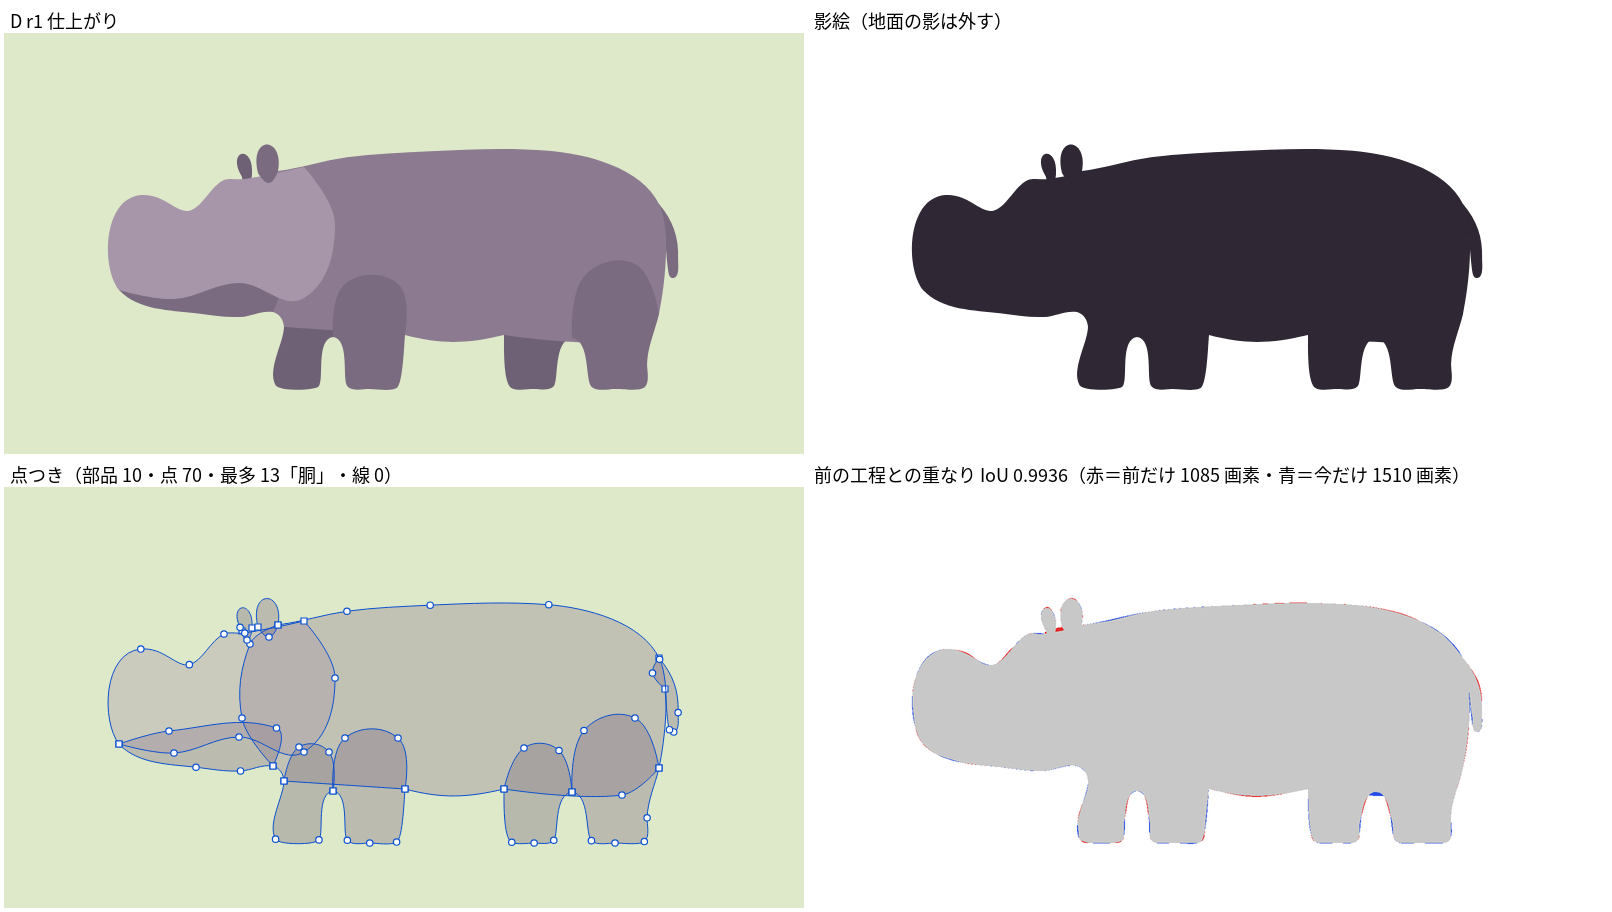 D r1 仕上がり
影絵（地面の影は外す）
点つき（部品 10・点 70・最多 13「胴」・線 0）
前の工程との重なり IoU 0.9936（赤＝前だけ 1085 画素・青＝今だけ 1510 画素）